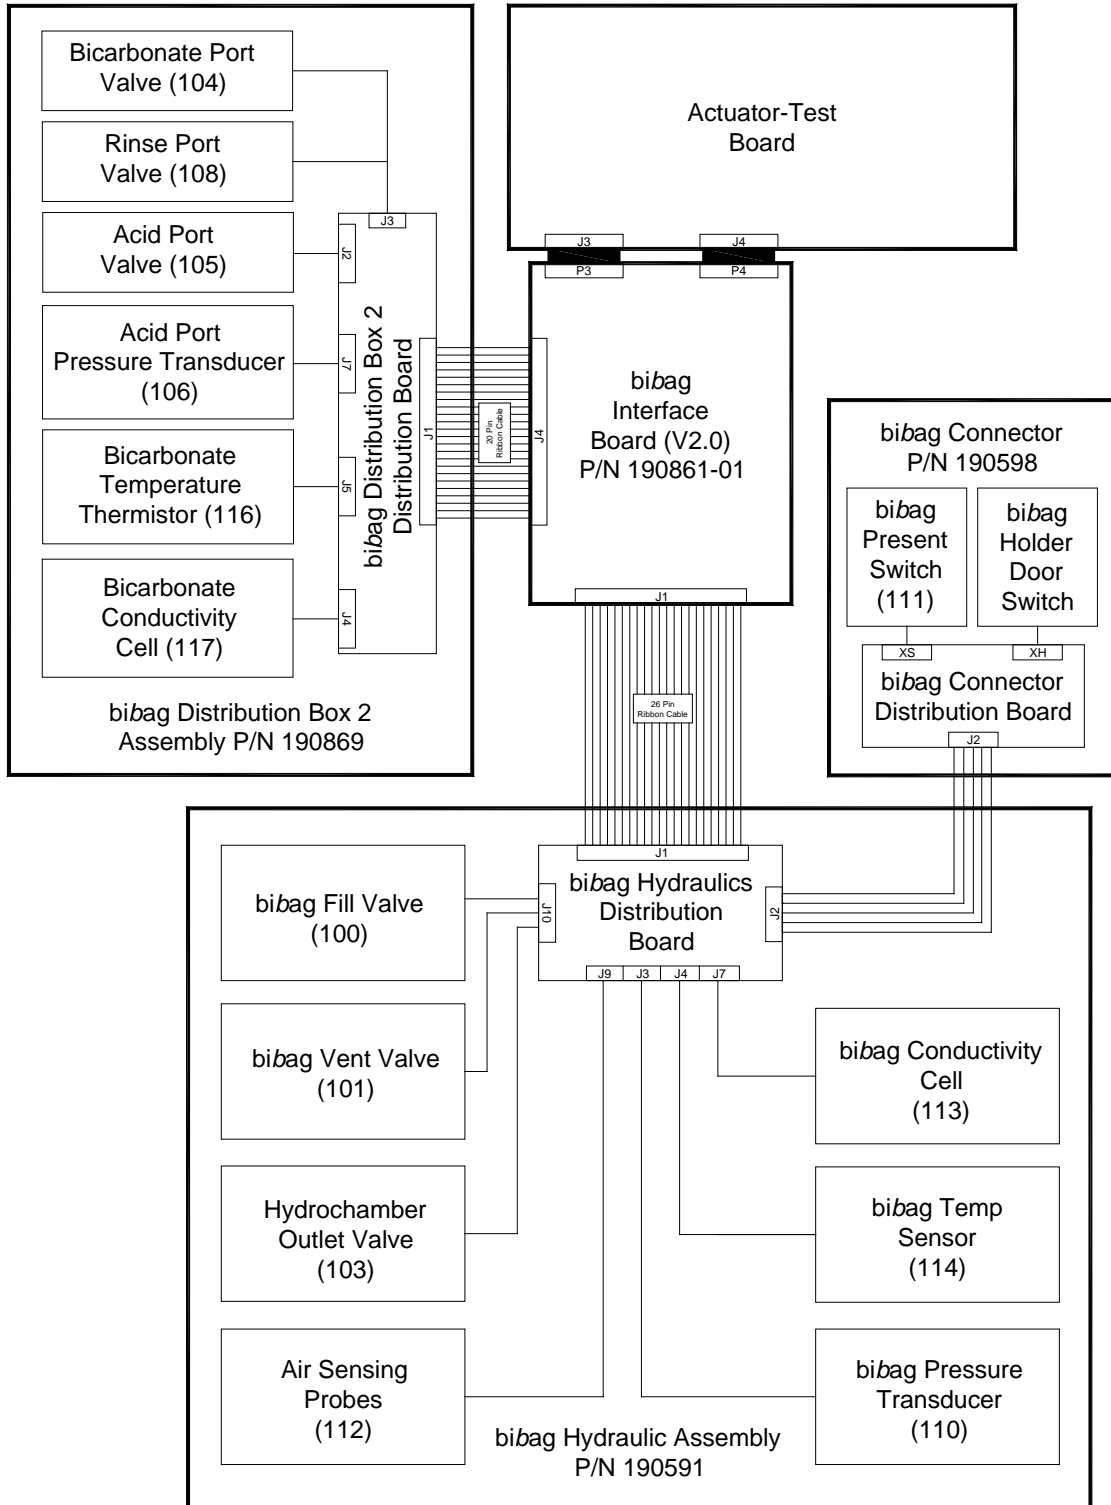 Bicarbonate Port
Valve (104)
Rinse Port
Valve (108)
Acid Port
Valve (105)
Acid Port
Pressure Transducer
(106)
Bicarbonate
Temperature
Thermistor (116)
Bicarbonate
Conductivity
Cell (117)
J3
J2
J7
J5
J4
J1
bibag Distribution Box 2
Distribution Board
bibag Distribution Box 2
Assembly P/N 190869
20 Pin
Ribbon Cable
Actuator-Test
Board
J3
J4
P3
P4
J4
bibag
Interface
Board (V2.0)
P/N 190861-01
J1
26 Pin
Ribbon Cable
bibag Connector
P/N 190598
bibag
Present
Switch
(111)
bibag
Holder
Door
Switch
XS
XH
bibag Connector
Distribution Board
J2
J1
bibag Hydraulics
Distribution
Board
J10
J2
J9
J3
J4
J7
bibag Fill Valve
(100)
bibag Vent Valve
(101)
Hydrochamber
Outlet Valve
(103)
Air Sensing
Probes
(112)
bibag Conductivity
Cell
(113)
bibag Temp
Sensor
(114)
bibag Pressure
Transducer
(110)
bibag Hydraulic Assembly
P/N 190591